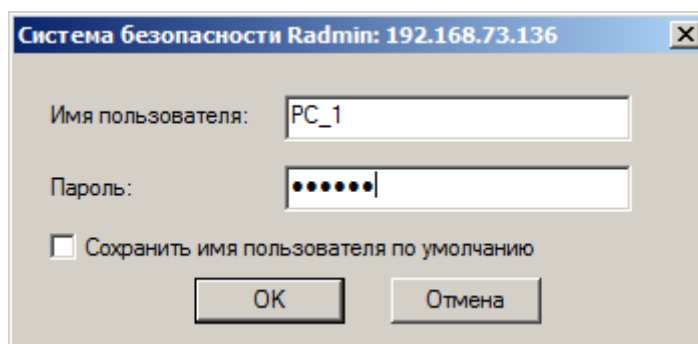 Система безопасности Radmin: 192.168.73.136
Имя пользователя: PC_1
Пароль: ••••••
Сохранить имя пользователя по умолчанию
OK Отмена